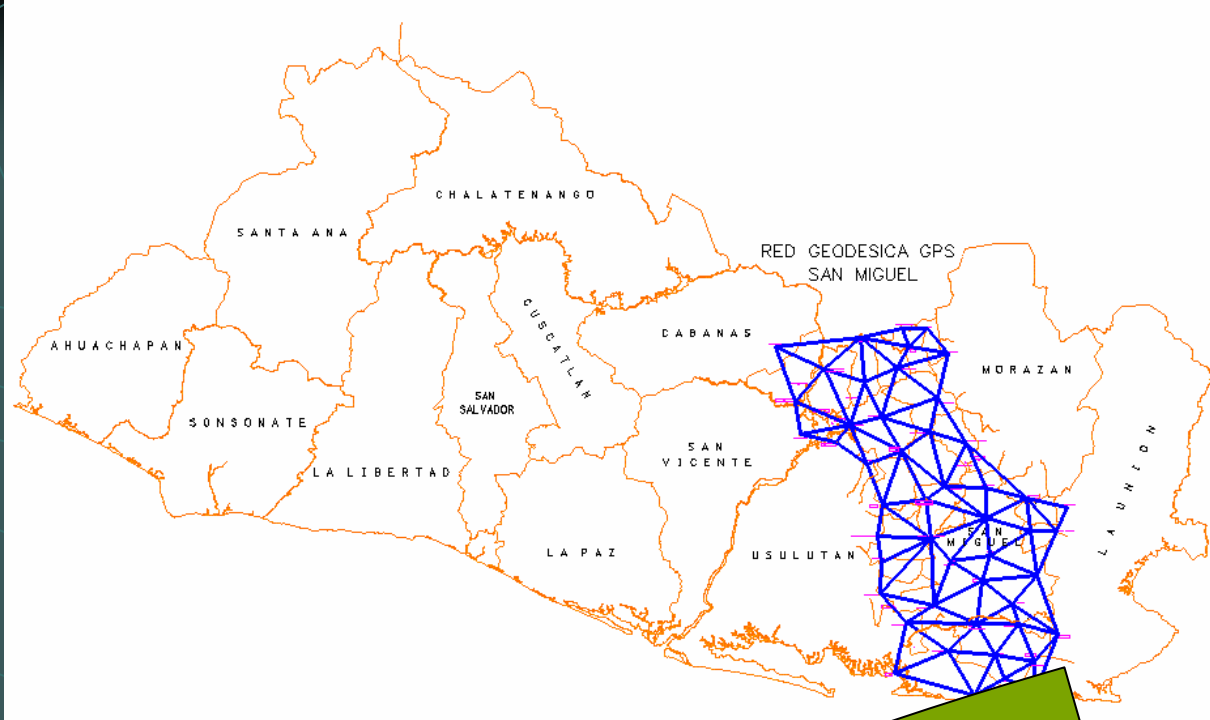 CHALATENANGO
SANTA ANA
RED GEODESICA GPS
SAN MIGUEL
CUSCATLAN
CABANAS
AHUACHAPAN
MORAZAN
SAN
SALVADOR
SONSONATE
SAN
VICENTE
LA LIBERTAD
LA UNION
LA PAZ
USULUTAN
SAN
MIGUEL